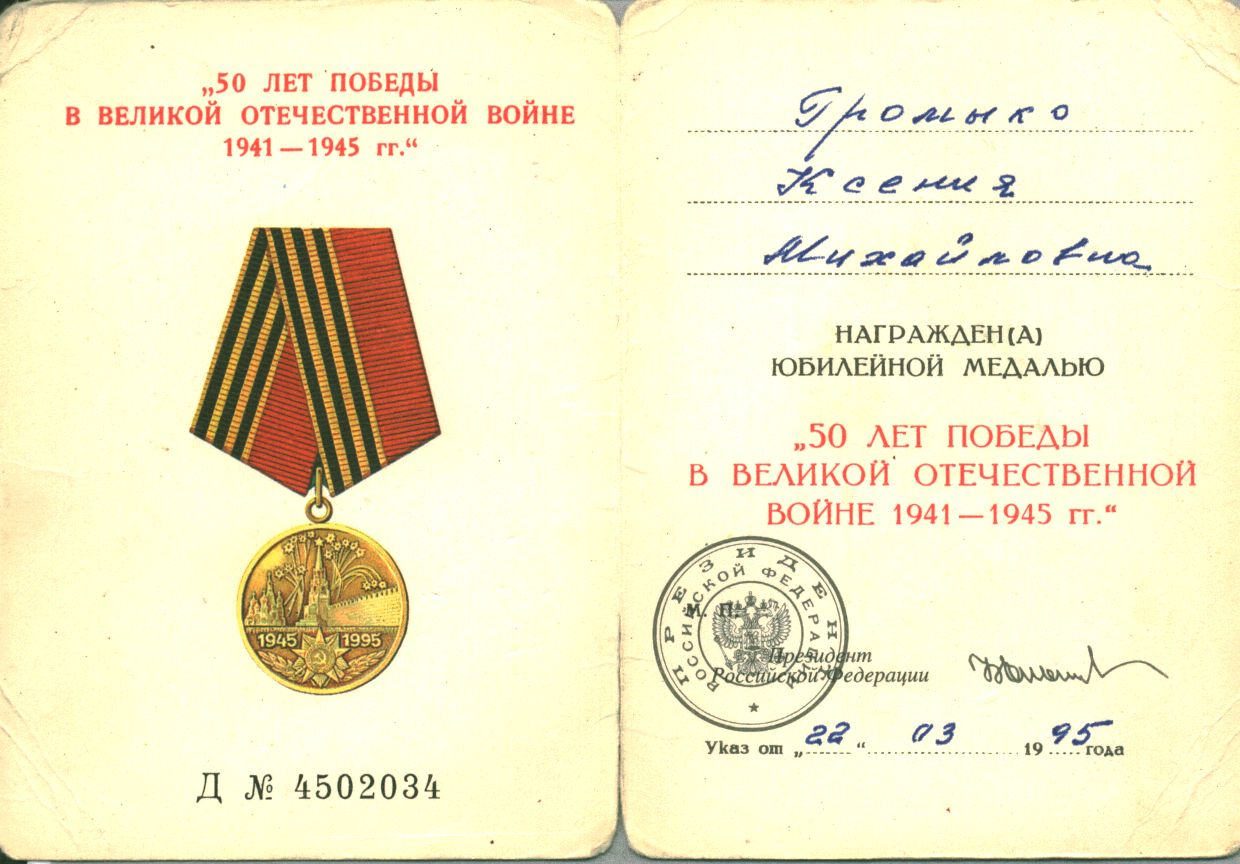 „50 ЛЕТ ПОБЕДЫ
В ВЕЛИКОЙ ОТЕЧЕСТВЕННОЙ ВОЙНЕ
1941 — 1945 гг.“
1945 1995
Д № 4502034
Громыко
Ксения
Михайловна
НАГРАЖДЕН(А)
ЮБИЛЕЙНОЙ МЕДАЛЬЮ
„50 ЛЕТ ПОБЕДЫ
В ВЕЛИКОЙ ОТЕЧЕСТВЕННОЙ
ВОЙНЕ 1941 — 1945 гг.“
ПРЕЗИДЕН
РОССИЙСКОЙ ФЕДЕРАЦИИ
М. П.
Президент
Российской Федерации
Указ от „22“ 03 1995 года